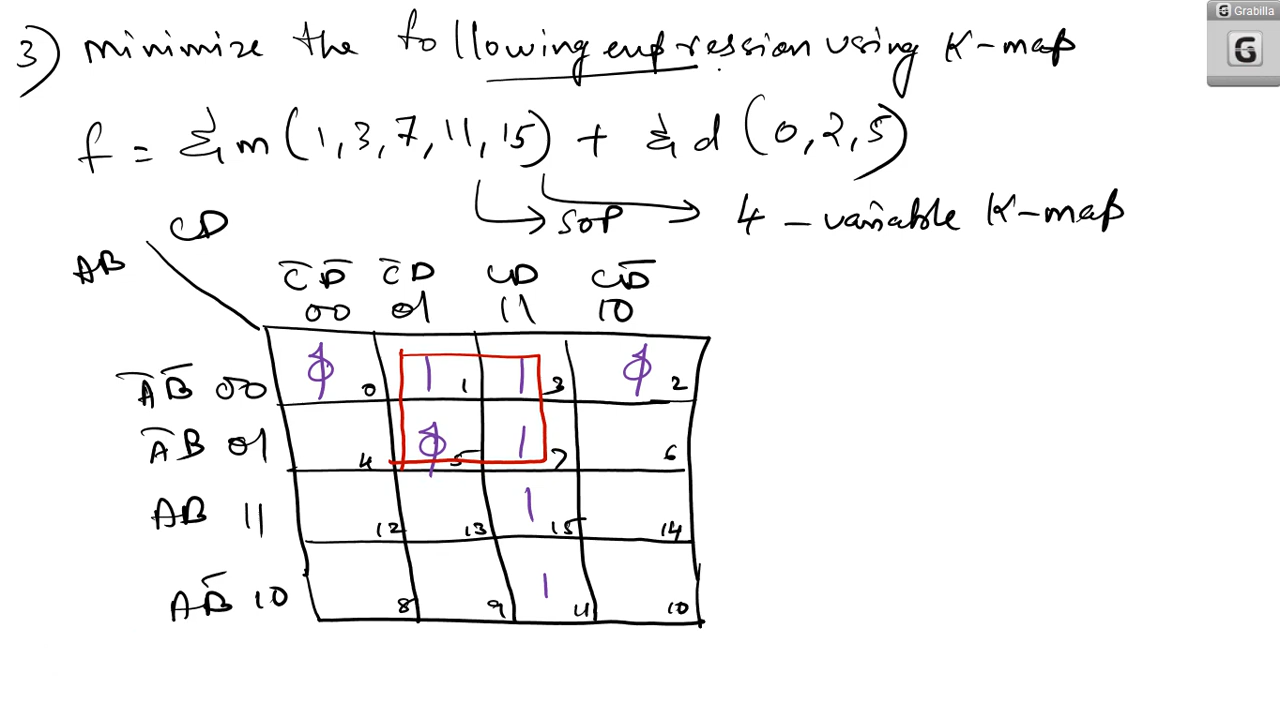 Grabilla
3) minimize the following expression using K-map
f = Σm (1,3,7,11,15) + Σd (0,2,5)
→ SOP → 4 - variable K-map
CD
AB
C̅D̅ C̅D CD CD̅
00 01 11 10
A̅B̅ 00 ϕ 0 1 1 1 3 ϕ 2
A̅B 01 4 ϕ 5 1 7 6
AB 11 12 13 1 15 14
AB̅ 10 8 9 1 11 10